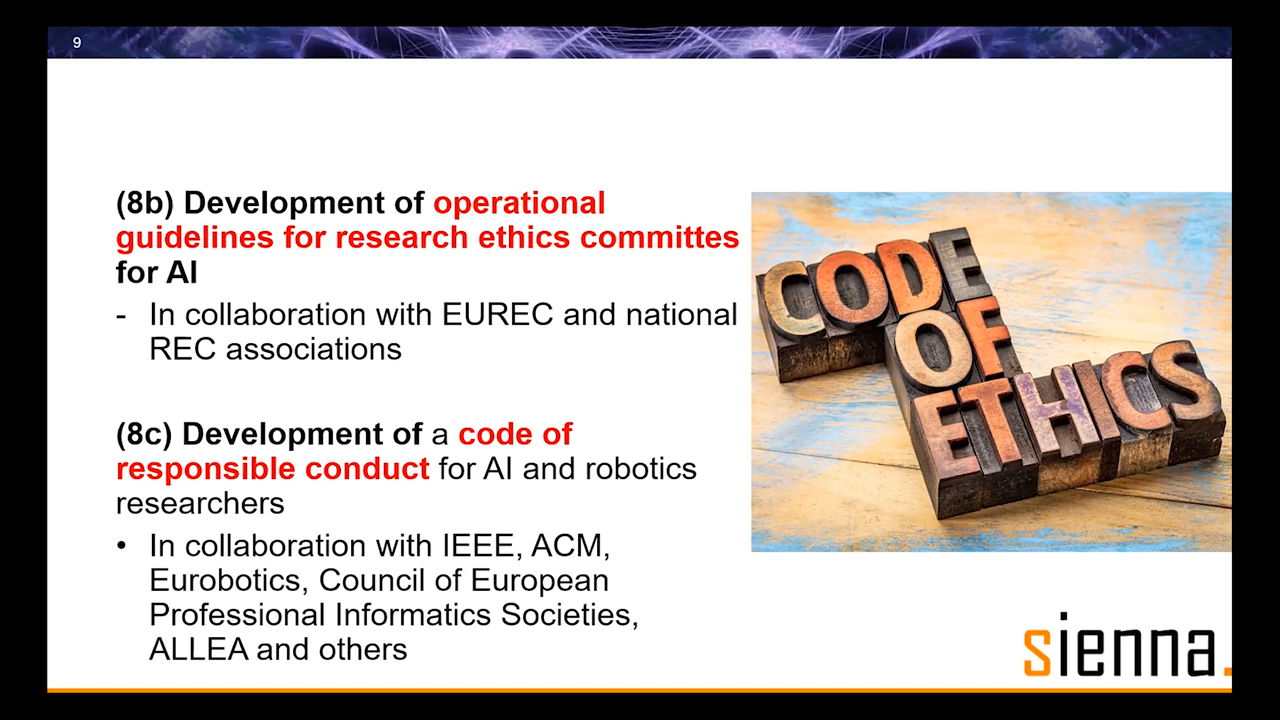 9
(8b) Development of operational
guidelines for research ethics committes
for AI
- In collaboration with EUREC and national
REC associations
(8c) Development of a code of
responsible conduct for AI and robotics
researchers
• In collaboration with IEEE, ACM,
Eurobotics, Council of European
Professional Informatics Societies,
ALLEA and others
CODE
OF
ETHICS
sienna.